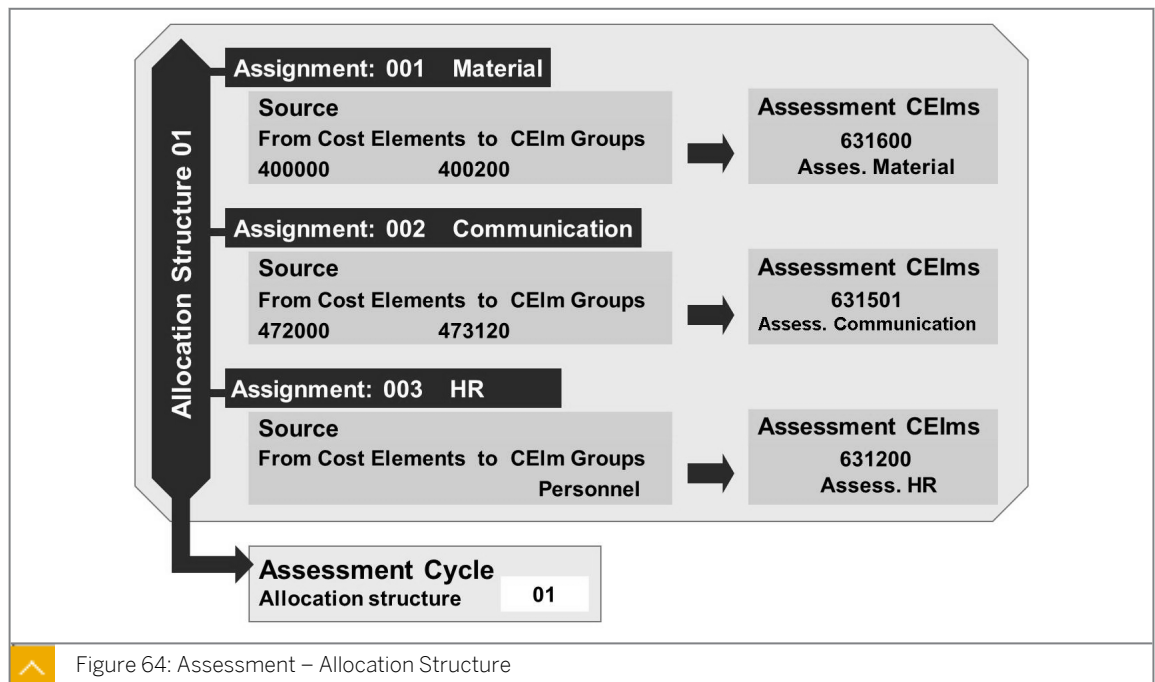 Allocation Structure 01
Assignment: 001 Material
Source
From Cost Elements to CElm Groups
400000 400200
Assessment CElms
631600
Asses. Material
Assignment: 002 Communication
Source
From Cost Elements to CElm Groups
472000 473120
Assessment CElms
631501
Assess. Communication
Assignment: 003 HR
Source
From Cost Elements to CElm Groups
Personnel
Assessment CElms
631200
Assess. HR
Assessment Cycle
Allocation structure 01
Figure 64: Assessment – Allocation Structure